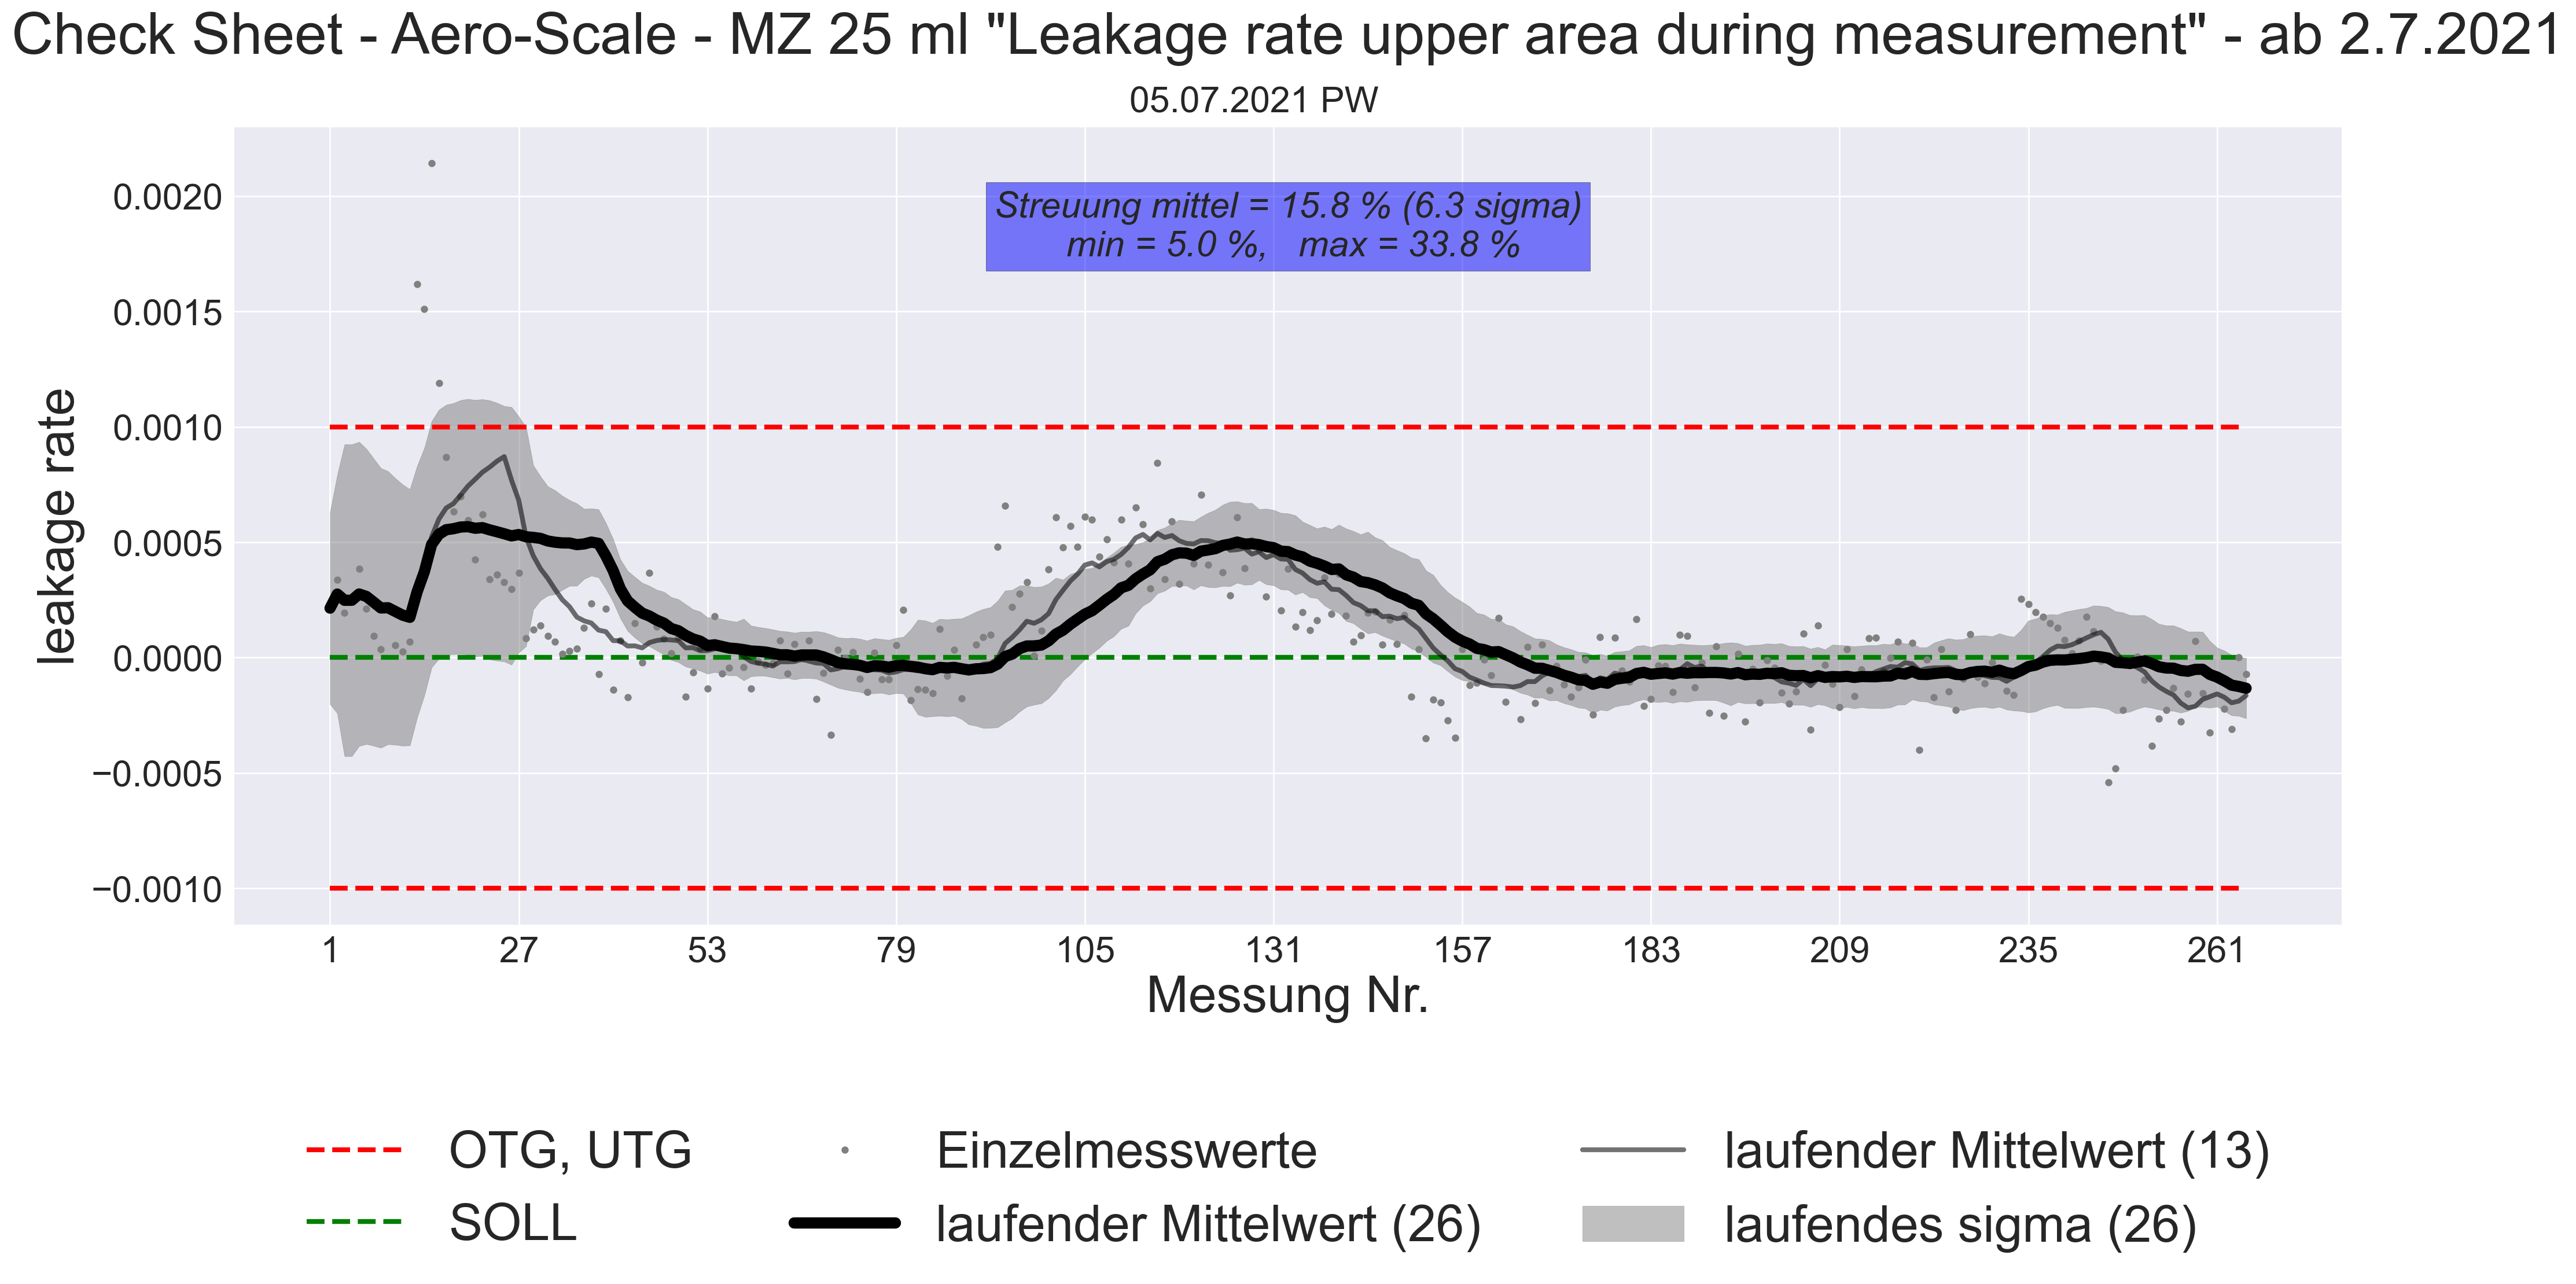 Check Sheet - Aero-Scale - MZ 25 ml "Leakage rate upper area during measurement" - ab 2.7.2021
05.07.2021 PW
Streuung mittel = 15.8 % (6.3 sigma)
min = 5.0 %, max = 33.8 %
leakage rate
0.0020
0.0015
0.0010
0.0005
0.0000
−0.0005
−0.0010
1 27 53 79 105 131 157 183 209 235 261
Messung Nr.
OTG, UTG Einzelmesswerte laufender Mittelwert (13)
SOLL laufender Mittelwert (26) laufendes sigma (26)